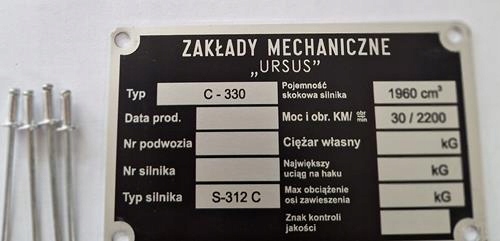 ZAKŁADY MECHANICZNE
„URSUS”
Typ C - 330
Data prod.
Nr podwozia
Nr silnika
Typ silnika S-312 C
Pojemność
skokowa silnika 1960 cm³
Moc i obr. KM/ obr/min 30 / 2200
Ciężar własny KG
Największy
uciąg na haku KG
Max obciążenie
osi zawieszenia KG
Znak kontroli
jakości